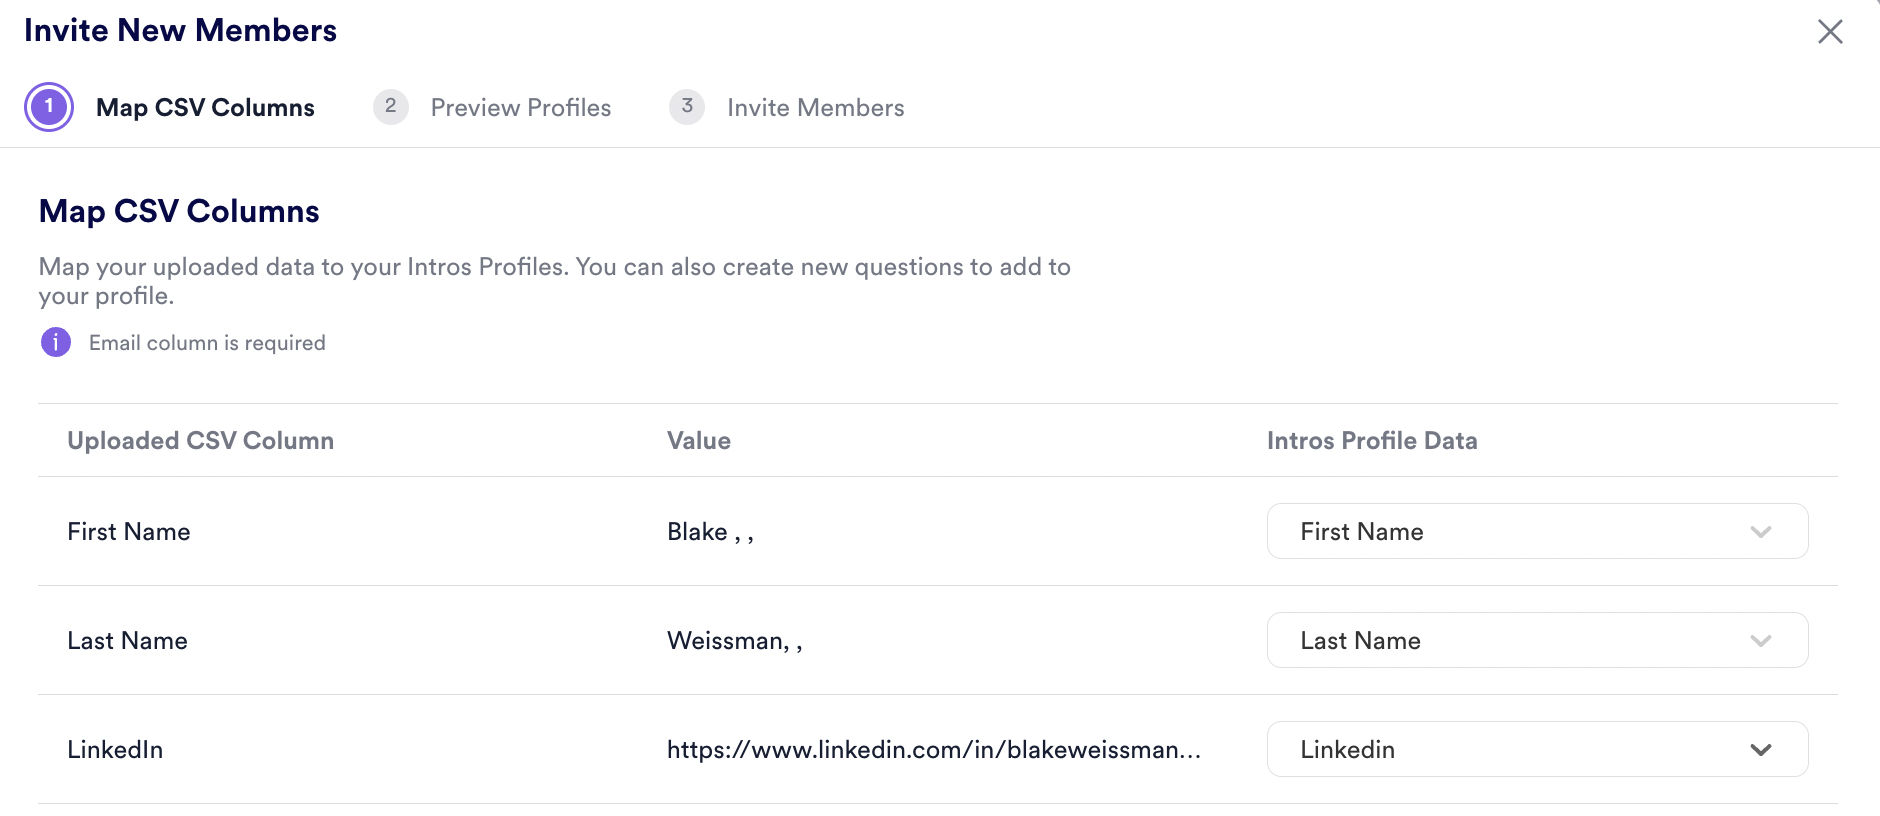 Invite New Members
1 Map CSV Columns 2 Preview Profiles 3 Invite Members
Map CSV Columns
Map your uploaded data to your Intros Profiles. You can also create new questions to add to
your profile.
i Email column is required
Uploaded CSV Column Value Intros Profile Data
First Name Blake , , First Name
Last Name Weissman, , Last Name
LinkedIn https://www.linkedin.com/in/blakeweissman... Linkedin